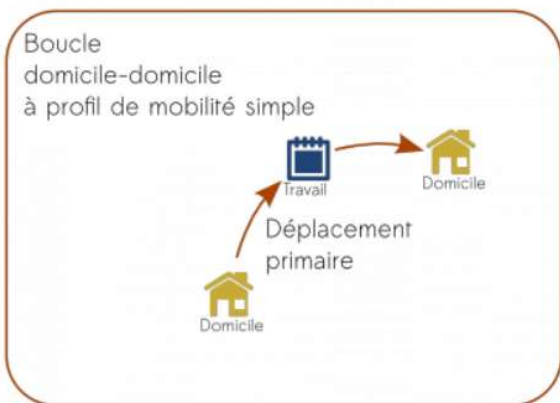 Boucle
domicile-domicile
à profil de mobilité simple
Travail
Domicile
Déplacement
primaire
Domicile